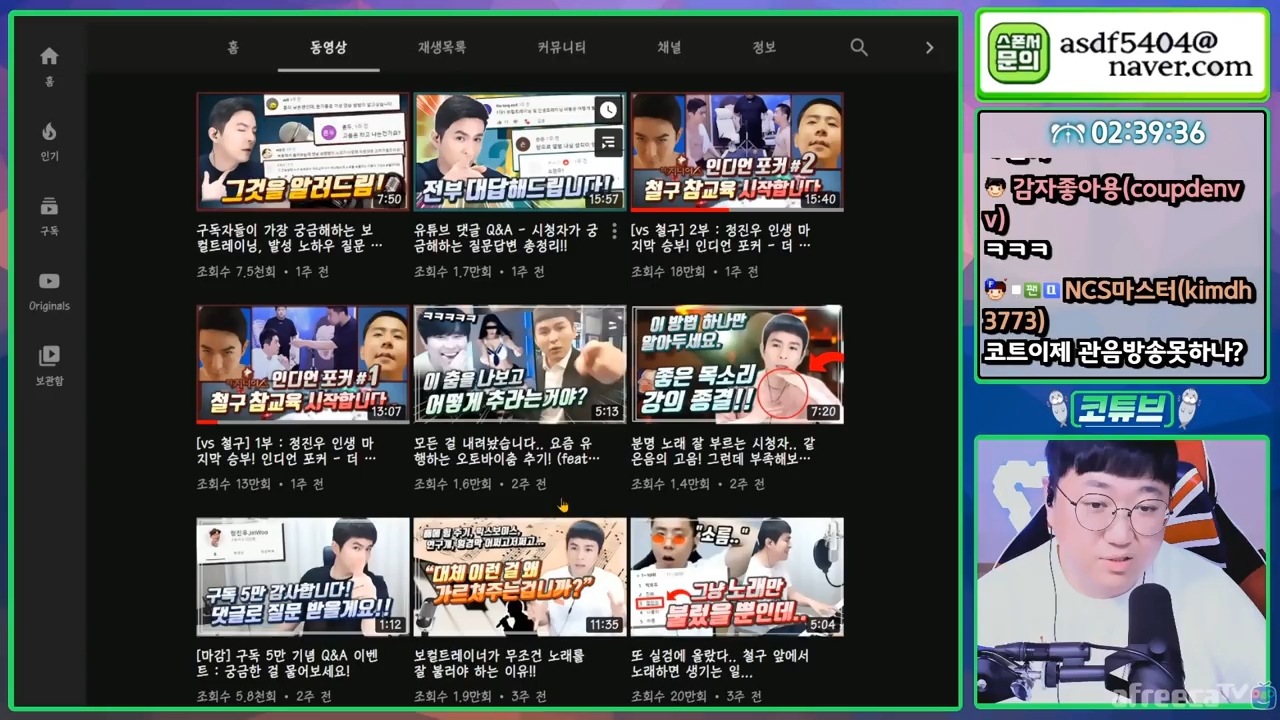 홈
동영상
재생목록
커뮤니티
채널
정보
홈
인기
구독
Originals
보관함
그것을 알려드림!
7:50
구독자들이 가장 궁금해하는 보
컬트레이닝, 발성 노하우 질문 ...
조회수 7.5천회 • 1주 전
전부 대답해드립니다!
15:57
유튜브 댓글 Q&A - 시청자가 궁
금해하는 질문답변 총정리!!
조회수 1.7만회 • 1주 전
인디언 포커 #2
철구 참교육 시작합니다
15:40
[vs 철구] 2부 : 정진우 인생 마
지막 승부! 인디언 포커 - 더 ...
조회수 18만회 • 1주 전
인디언 포커 #1
철구 참교육 시작합니다
13:07
[vs 철구] 1부 : 정진우 인생 마
지막 승부! 인디언 포커 - 더 ...
조회수 13만회 • 1주 전
ㅋㅋㅋㅋㅋ
이 춤을 나보고
어떻게 추라는거야?
5:13
모든 걸 내려놨습니다.. 요즘 유
행하는 오토바이춤 추기! (feat...
조회수 1.6만회 • 2주 전
이 방법 하나만
알아두세요.
좋은 목소리
강의 종결!!
7:20
분명 노래 잘 부르는 시청자.. 같
은음의 고음! 그런데 부족해보...
조회수 1.4만회 • 2주 전
정진우JinWoo
구독 5만 감사합니다!
댓글로 질문 받을게요!!
1:12
[마감] 구독 5만 기념 Q&A 이벤
트 : 궁금한 걸 물어보세요!
조회수 5.8천회 • 2주 전
"대체 이런 걸 왜
가르쳐주는겁니까?"
11:35
보컬트레이너가 무조건 노래를
잘 불러야 하는 이유!!
조회수 1.9만회 • 3주 전
"소름.."
그냥 노래만
불렀을 뿐인데..
5:04
또 실검에 올랐다.. 철구 앞에서
노래하면 생기는 일...
조회수 20만회 • 3주 전
스폰서
문의
asdf5404@
naver.com
02:39:36
감자좋아용(coupdenv
v)
ㅋㅋㅋ
팬
NCS마스터(kimdh
3773)
코트이제 관음방송못하나?
코튜브
afreecaTV